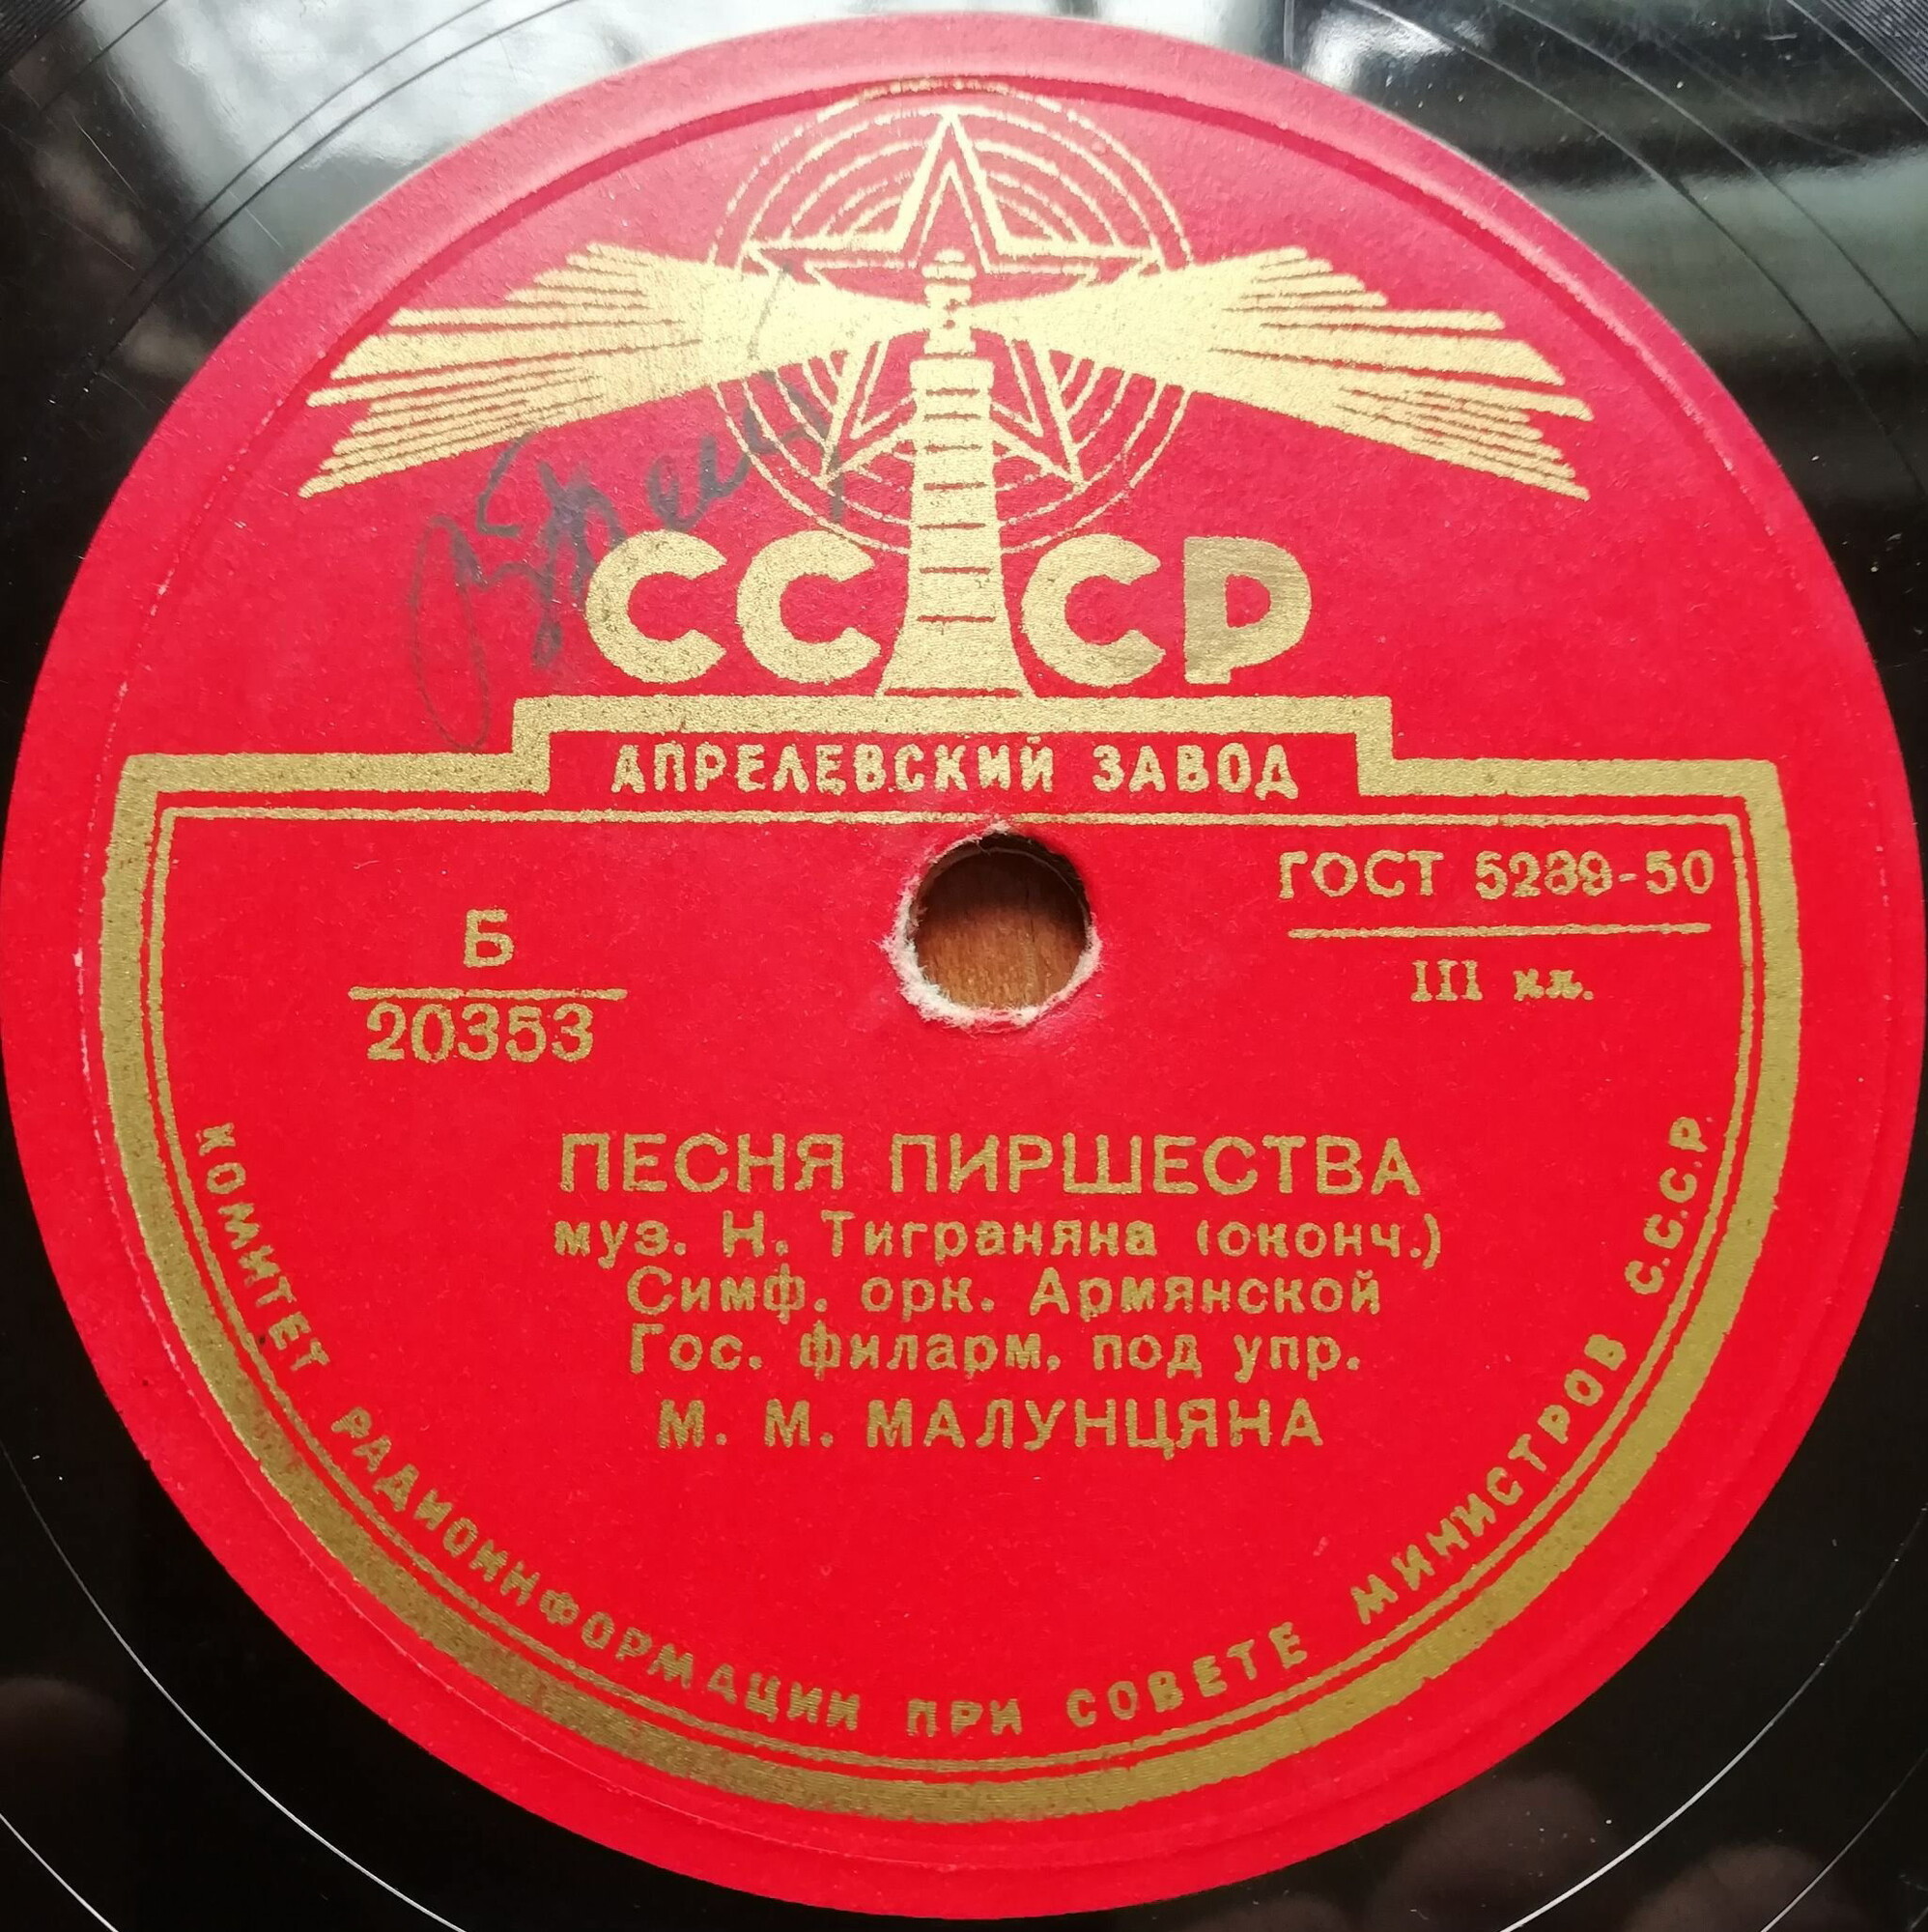 СССР
АПРЕЛЕВСКИЙ ЗАВОД
ГОСТ 5289-50
III кл.
Б
20353
ПЕСНЯ ПИРШЕСТВА
муз. Н. Тиграняна (оконч.)
Симф. орк. Армянской
Гос. филарм. под упр.
М. М. МАЛУНЦЯНА
КОМИТЕТ РАДИОИНФОРМАЦИИ ПРИ СОВЕТЕ МИНИСТРОВ С.С.С.Р.